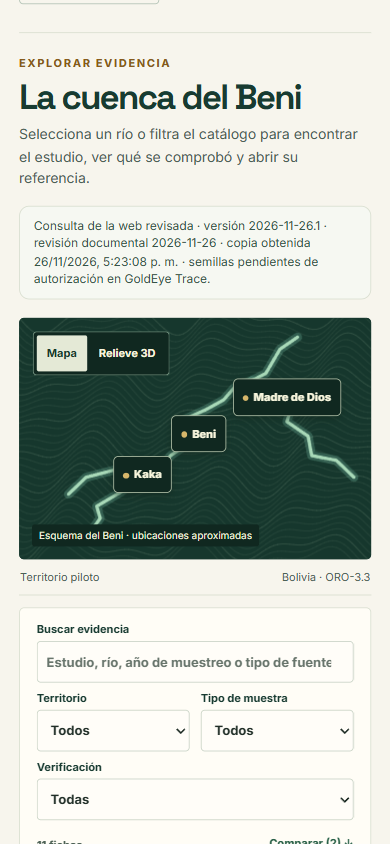 EXPLORAR EVIDENCIA
La cuenca del Beni
Selecciona un río o filtra el catálogo para encontrar
el estudio, ver qué se comprobó y abrir su
referencia.
Consulta de la web revisada · versión 2026-11-26.1 ·
revisión documental 2026-11-26 · copia obtenida
26/11/2026, 5:23:08 p. m. · semillas pendientes de
autorización en GoldEye Trace.
Mapa Relieve 3D
Madre de Dios
Beni
Kaka
Esquema del Beni · ubicaciones aproximadas
Territorio piloto Bolivia · ORO-3.3
Buscar evidencia
Estudio, río, año de muestreo o tipo de fuente
Territorio Tipo de muestra
Todos Todos
Verificación
Todas
11 fichas Comparar (2) ↓